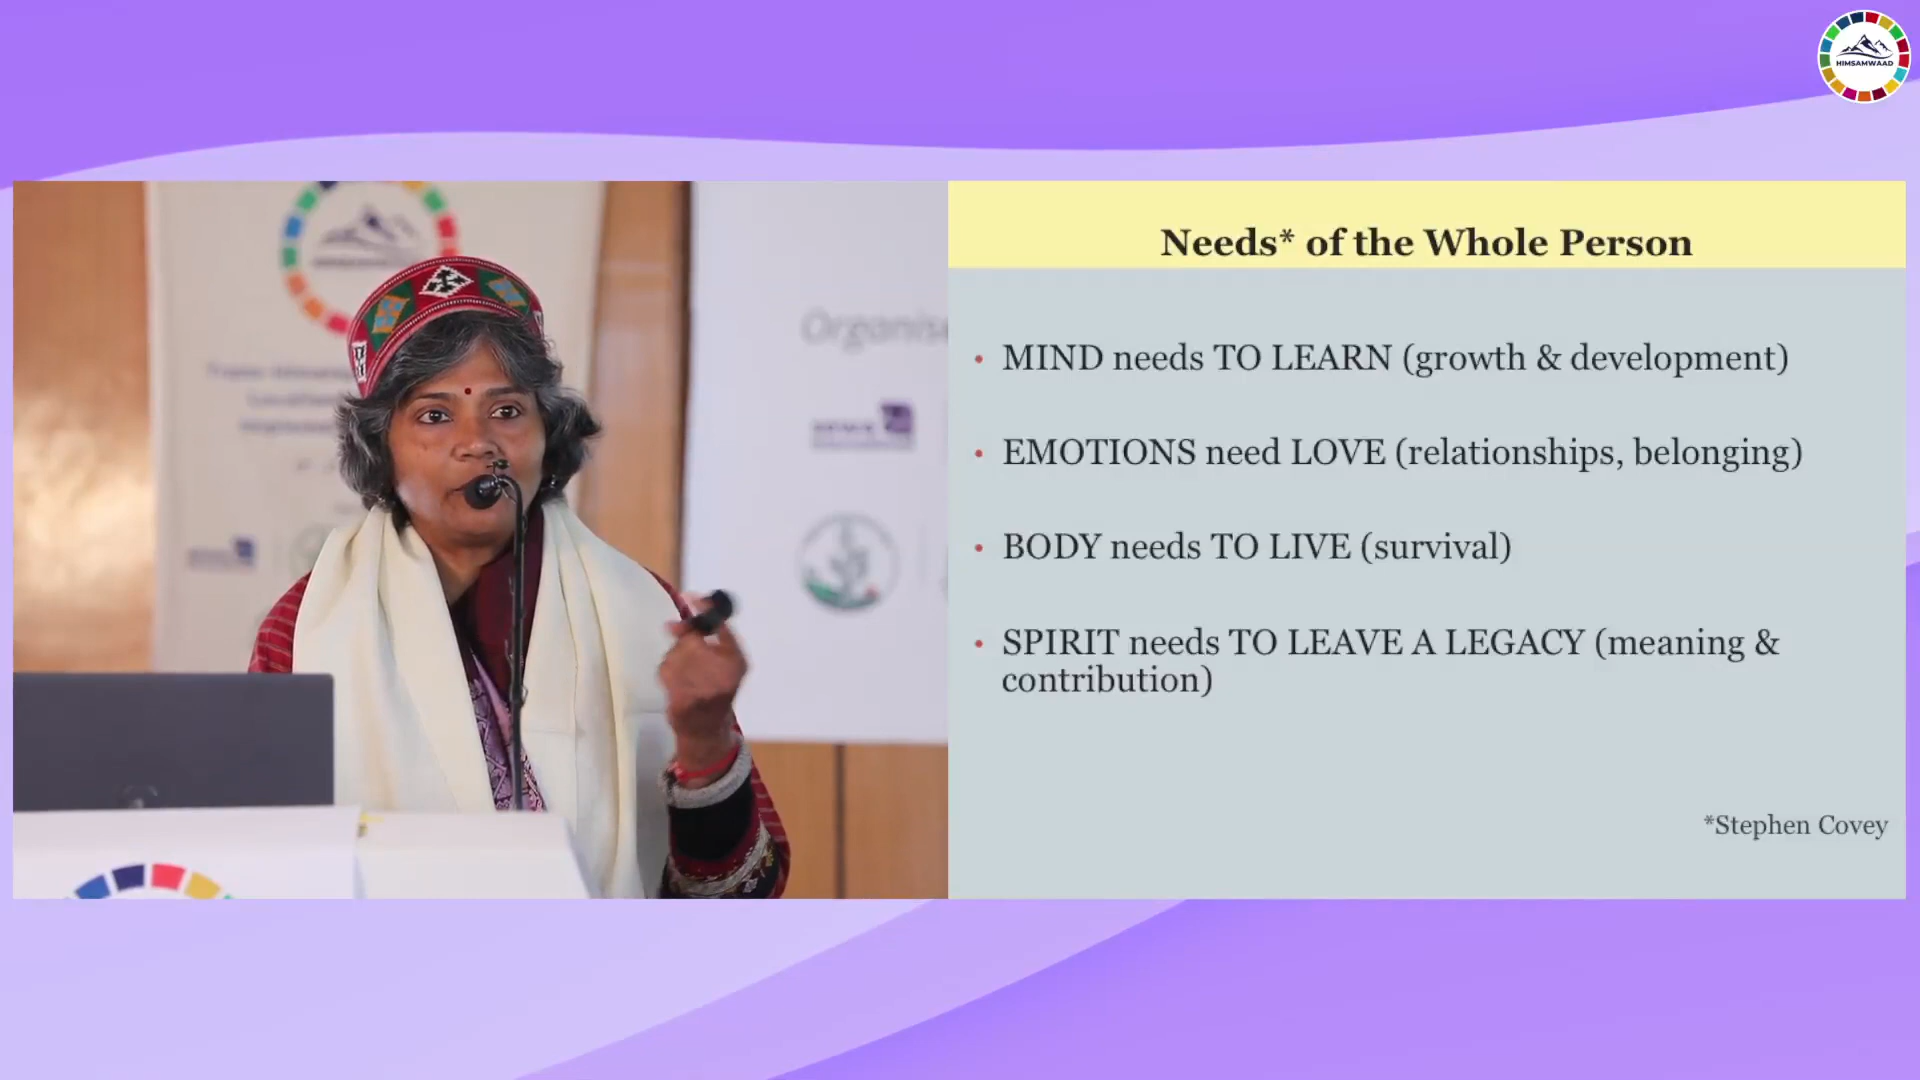 HIMSAMWAAD
Organise
Needs* of the Whole Person
• MIND needs TO LEARN (growth & development)
• EMOTIONS need LOVE (relationships, belonging)
• BODY needs TO LIVE (survival)
• SPIRIT needs TO LEAVE A LEGACY (meaning &
contribution)
*Stephen Covey